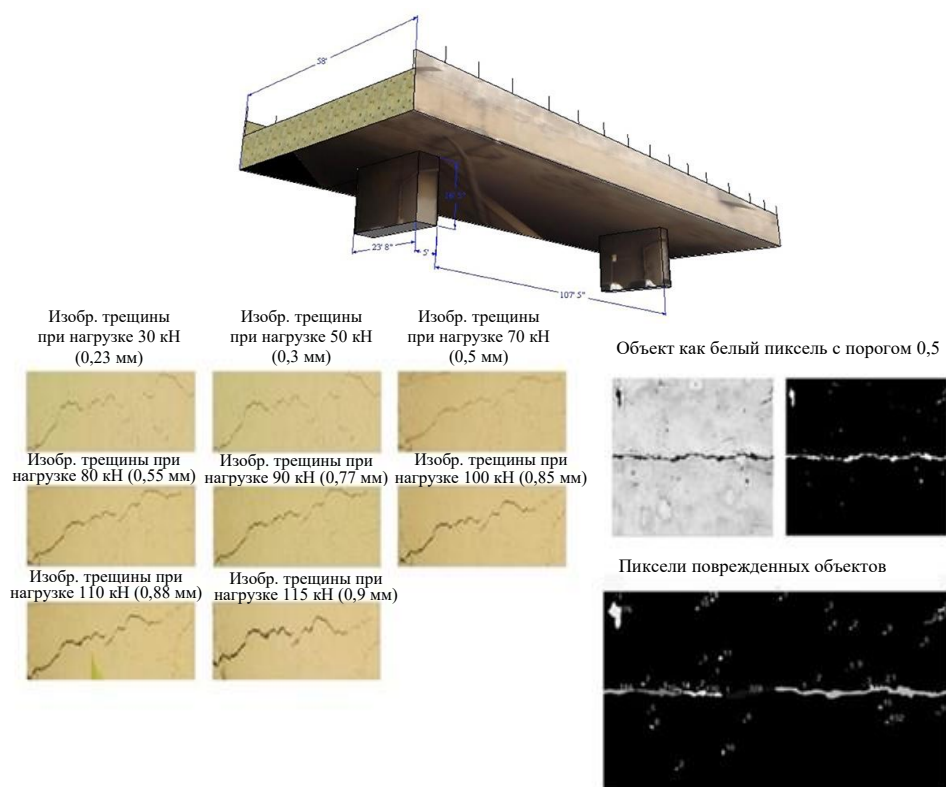 58'
23' 8"
5'
107' 5"
Изобр. трещины
при нагрузке 30 кН
(0,23 мм)
Изобр. трещины
при нагрузке 50 кН
(0,3 мм)
Изобр. трещины
при нагрузке 70 кН
(0,5 мм)
Изобр. трещины при
нагрузке 80 кН (0,55 мм)
Изобр. трещины при
нагрузке 90 кН (0,77 мм)
Изобр. трещины при
нагрузке 100 кН (0,85 мм)
Изобр. трещины при
нагрузке 110 кН (0,88 мм)
Изобр. трещины при
нагрузке 115 кН (0,9 мм)
Объект как белый пиксель с порогом 0,5
Пиксели поврежденных объектов